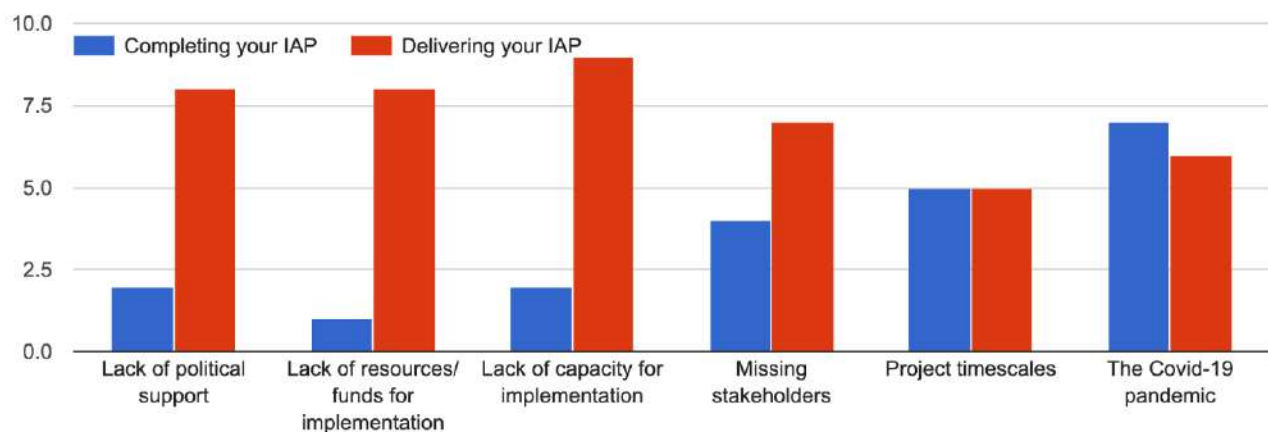 10.0
Completing your IAP
Delivering your IAP
7.5
5.0
2.5
0.0
Lack of political
support
Lack of resources/
funds for
implementation
Lack of capacity for
implementation
Missing
stakeholders
Project timescales
The Covid-19
pandemic